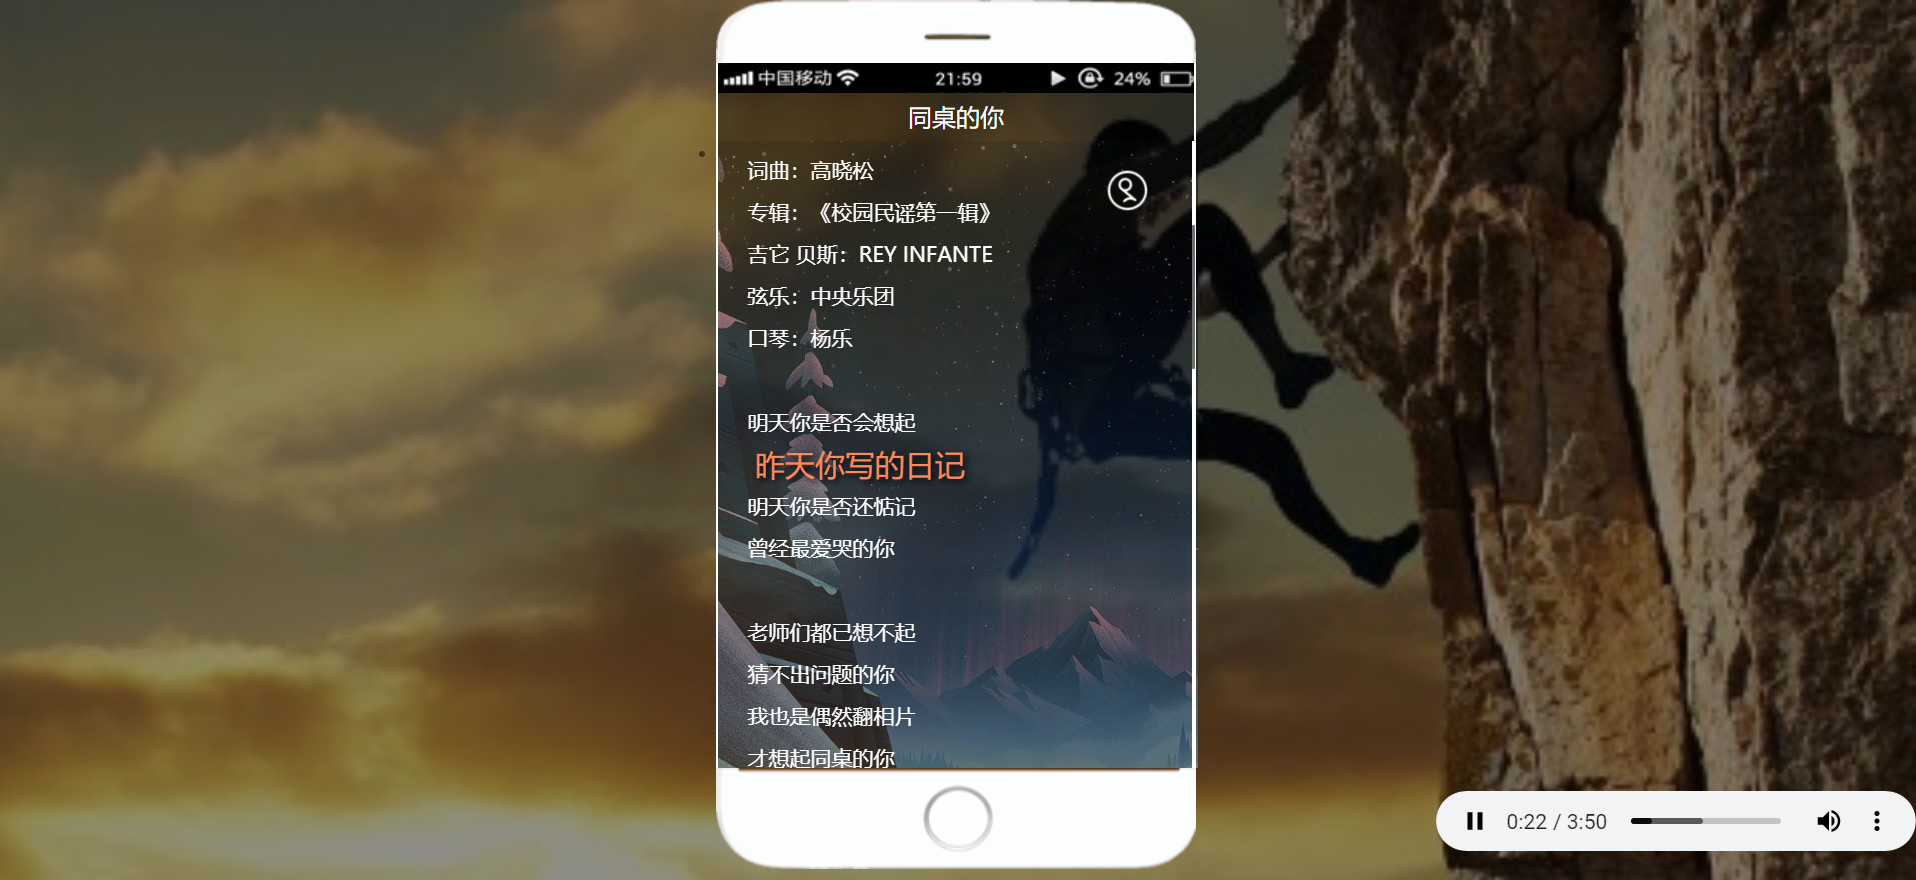 中国移动
21:59
24%
同桌的你
词曲：高晓松
专辑：《校园民谣第一辑》
吉它 贝斯：REY INFANTE
弦乐：中央乐团
口琴：杨乐
明天你是否会想起
昨天你写的日记
明天你是否还惦记
曾经最爱哭的你
老师们都已想不起
猜不出问题的你
我也是偶然翻相片
才想起同桌的你
0:22 / 3:50